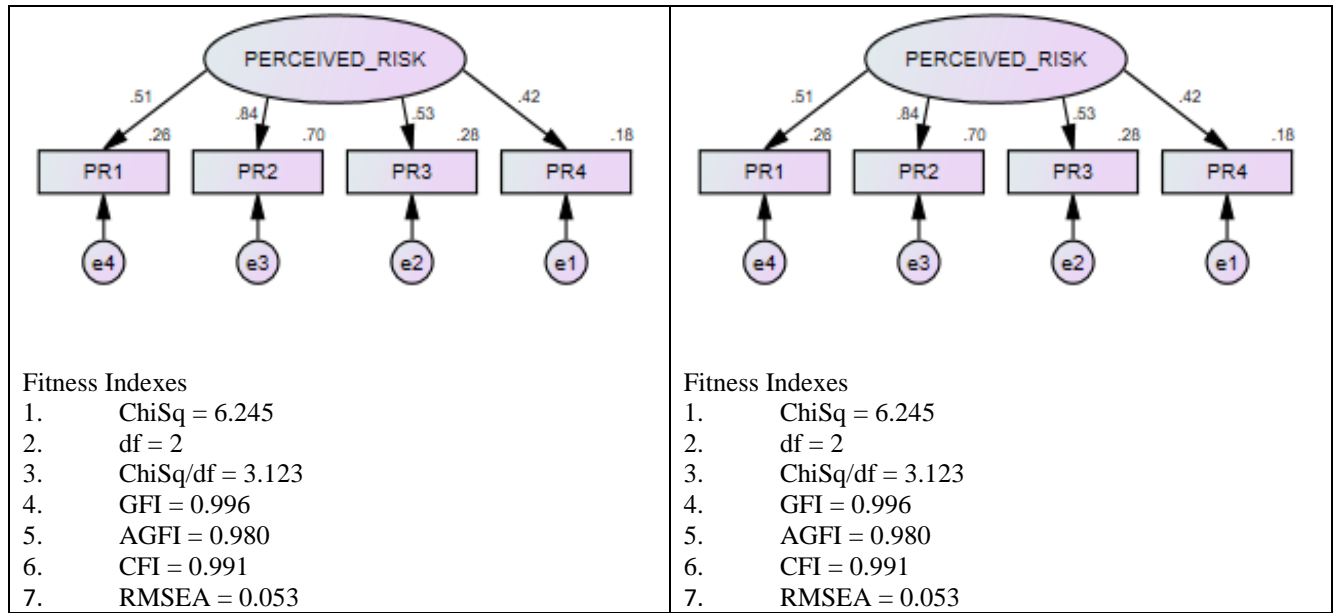 PERCEIVED_RISK
.51
.84
.53
.42
.26
.70
.28
.18
PR1
PR2
PR3
PR4
e4
e3
e2
e1
Fitness Indexes
1. ChiSq = 6.245
2. df = 2
3. ChiSq/df = 3.123
4. GFI = 0.996
5. AGFI = 0.980
6. CFI = 0.991
7. RMSEA = 0.053
PERCEIVED_RISK
.51
.84
.53
.42
.26
.70
.28
.18
PR1
PR2
PR3
PR4
e4
e3
e2
e1
Fitness Indexes
1. ChiSq = 6.245
2. df = 2
3. ChiSq/df = 3.123
4. GFI = 0.996
5. AGFI = 0.980
6. CFI = 0.991
7. RMSEA = 0.053